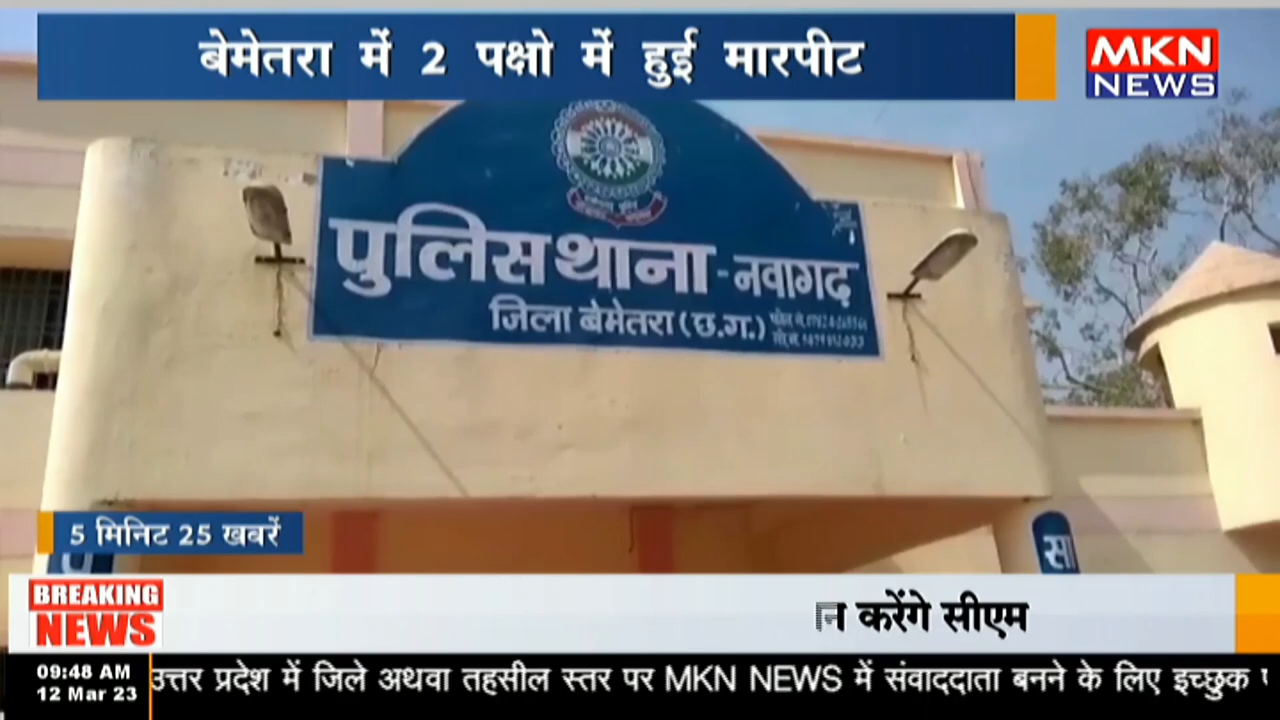 बेमेतरा में 2 पक्षो में हुई मारपीट
MKN
NEWS
पुलिस थाना - नवागढ़
जिला बेमेतरा (छ.ग.)
5 मिनिट 25 खबरें
सा
BREAKING
NEWS
करेंगे सीएम
09:48 AM
12 Mar 23
उत्तर प्रदेश में जिले अथवा तहसील स्तर पर MKN NEWS में संवाददाता बनने के लिए इच्छुक